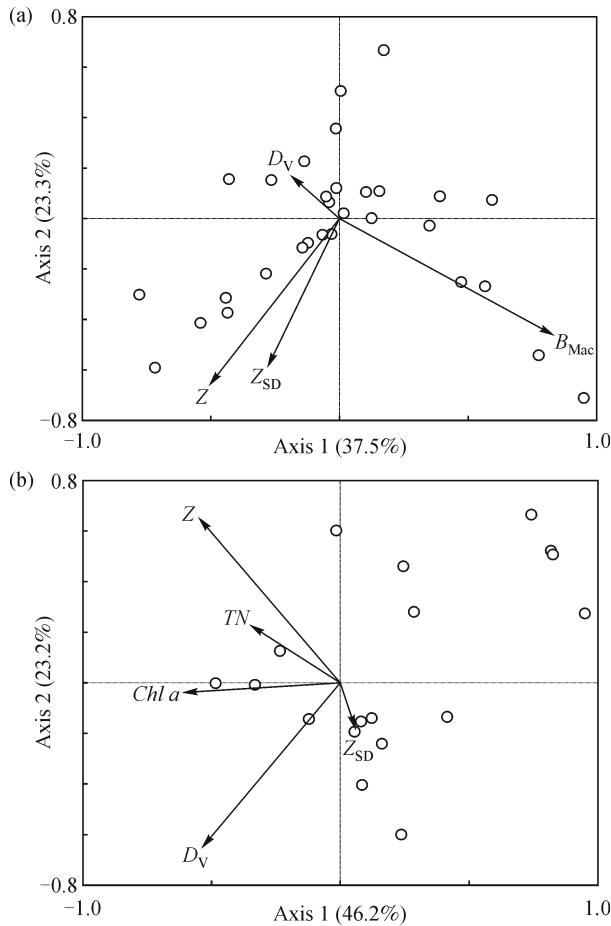 (a)
0.8
Axis 2 (23.3%)
D_V
Z
Z_SD
B_Mac
−0.8
−1.0
Axis 1 (37.5%)
1.0
(b)
0.8
Axis 2 (23.2%)
Z
TN
Chl a
Z_SD
D_V
−0.8
−1.0
Axis 1 (46.2%)
1.0